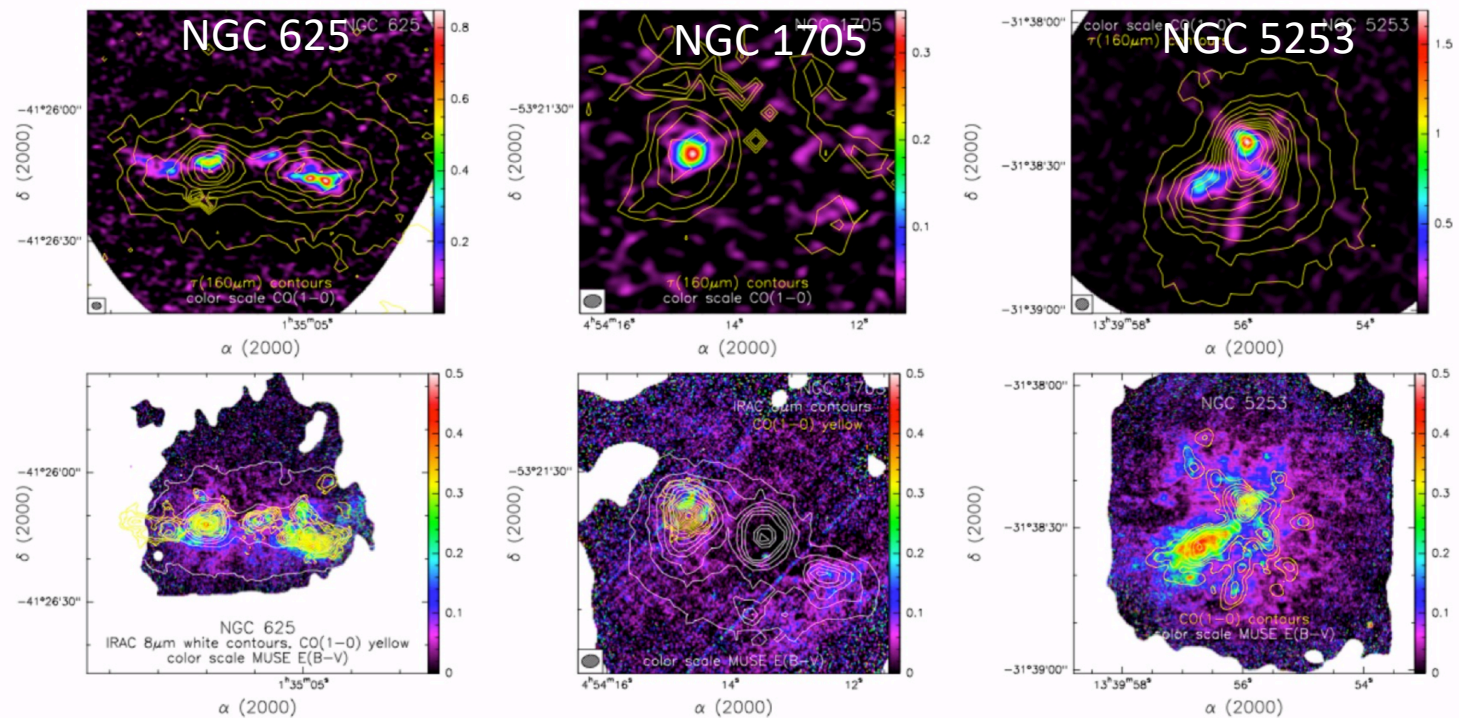 NGC 625
NGC 625
0.8
0.6
0.4
0.2
−41°26'00"
−41°26'30"
δ (2000)
τ(160μm) contours
color scale CO(1−0)
1ʰ35ᵐ05ˢ
α (2000)
NGC 1705
NGC 1705
0.3
0.2
0.1
−53°21'30"
δ (2000)
τ(160μm) contours
color scale CO(1−0)
4ʰ54ᵐ16ˢ
14ˢ
12ˢ
α (2000)
−31°38'00"
color scale CO(1−0)
NGC 5253
τ(160μm) contours
NGC 5253
1.5
1
0.5
−31°38'30"
−31°39'00"
δ (2000)
13ʰ39ᵐ58ˢ
56ˢ
54ˢ
α (2000)
0.5
0.4
0.3
0.2
0.1
0
−41°26'00"
−41°26'30"
δ (2000)
NGC 625
IRAC 8μm white contours, CO(1−0) yellow
color scale MUSE E(B−V)
1ʰ35ᵐ05ˢ
α (2000)
NGC 1705
IRAC 8μm contours
CO(1−0) yellow
0.5
0.4
0.3
0.2
0.1
0
−53°21'30"
δ (2000)
color scale MUSE E(B−V)
4ʰ54ᵐ16ˢ
14ˢ
12ˢ
α (2000)
−31°38'00"
NGC 5253
0.5
0.4
0.3
0.2
0.1
0
−31°38'30"
−31°39'00"
δ (2000)
CO(1−0) contours
color scale MUSE E(B−V)
13ʰ39ᵐ58ˢ
56ˢ
54ˢ
α (2000)